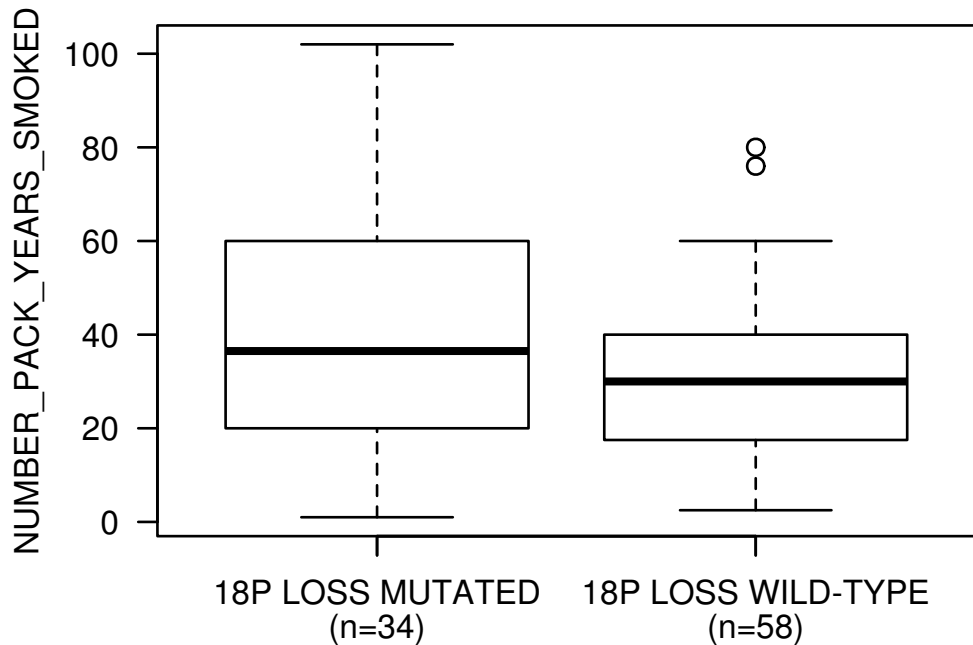 NUMBER_PACK_YEARS_SMOKED
100
80
60
40
20
0
18P LOSS MUTATED
(n=34)
18P LOSS WILD-TYPE
(n=58)